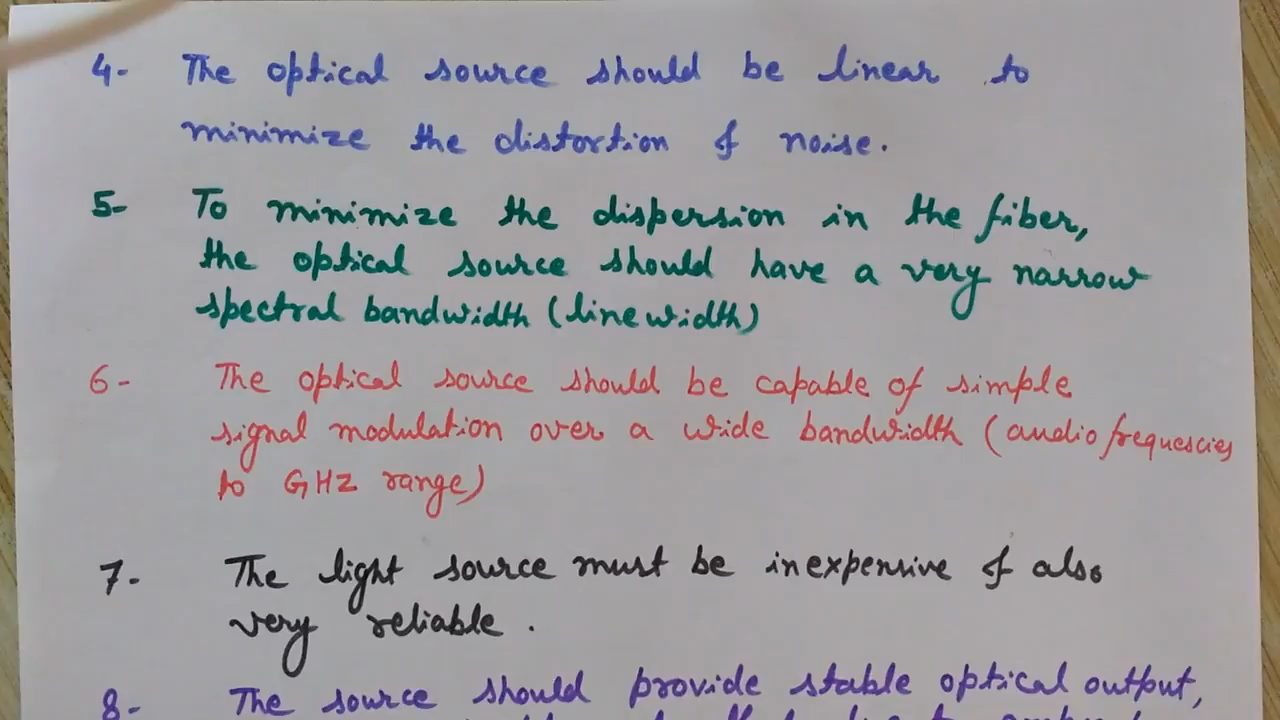 4- The optical source should be linear to
minimize the distortion & noise.
5- To minimize the dispersion in the fiber,
the optical source should have a very narrow
spectral bandwidth (linewidth)
6- The optical source should be capable of simple
signal modulation over a wide bandwidth (audio frequescies
to GHz range)
7- The light source must be inexpensive & also
very reliable.
8- The source should provide stable optical output,